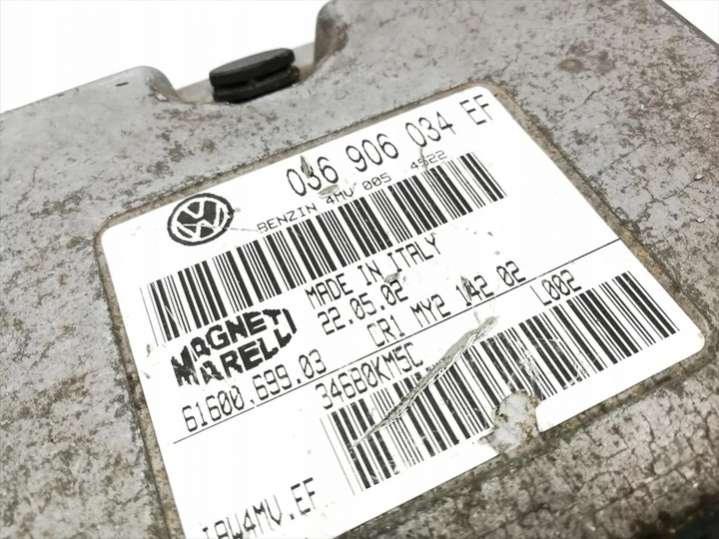 036 906 034 EF
BENZIN 4MV 005 4522
MADE IN ITALY
22.05.02
CR1 MY2 142 02
MAGNETI
MARELLI
61600.699.03
346B0KM5C
L002
IAW4MV.EF